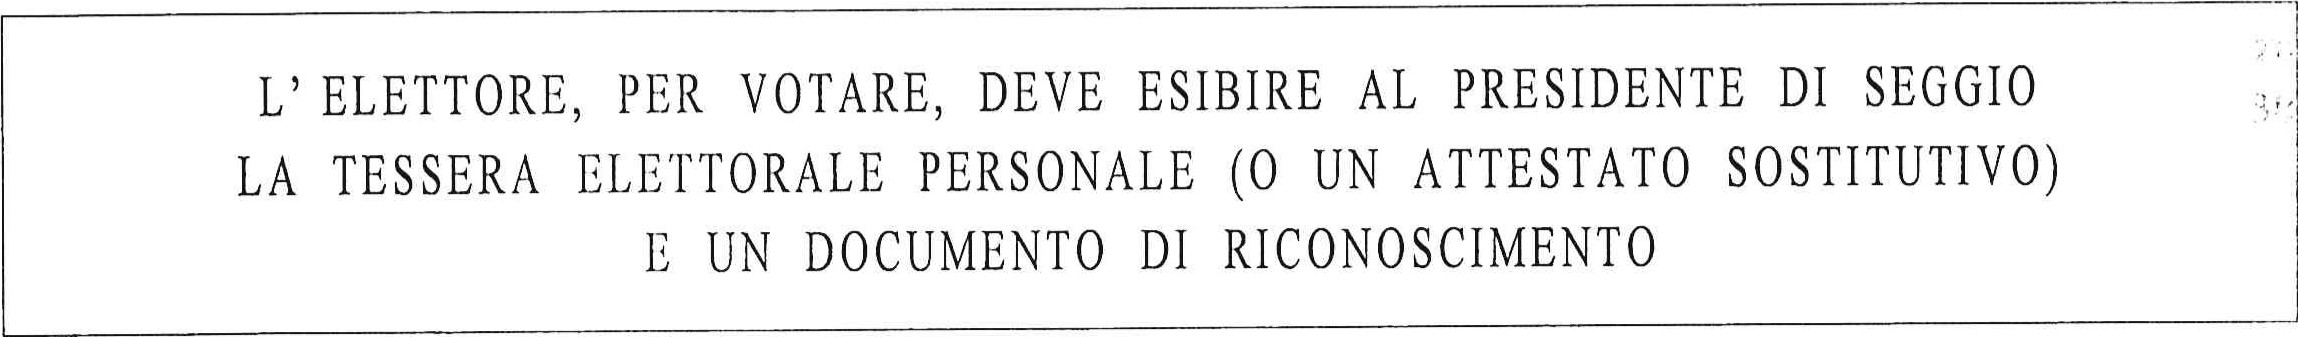 L' ELETTORE, PER VOTARE, DEVE ESIBIRE AL PRESIDENTE DI SEGGIO
LA TESSERA ELETTORALE PERSONALE (O UN ATTESTATO SOSTITUTIVO)
E UN DOCUMENTO DI RICONOSCIMENTO